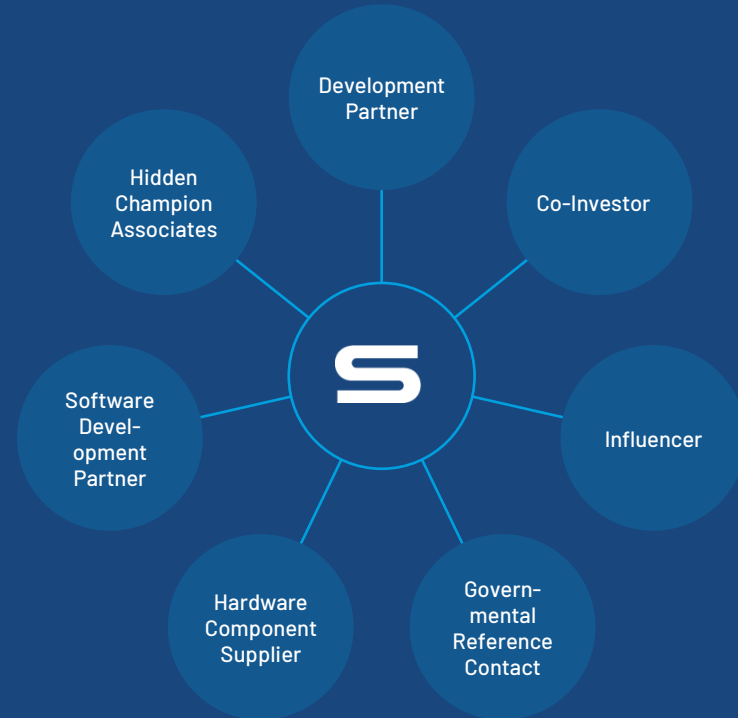 Development
Partner
Co-Investor
Influencer
Govern-
mental
Reference
Contact
Hardware
Component
Supplier
Software
Devel-
opment
Partner
Hidden
Champion
Associates
S